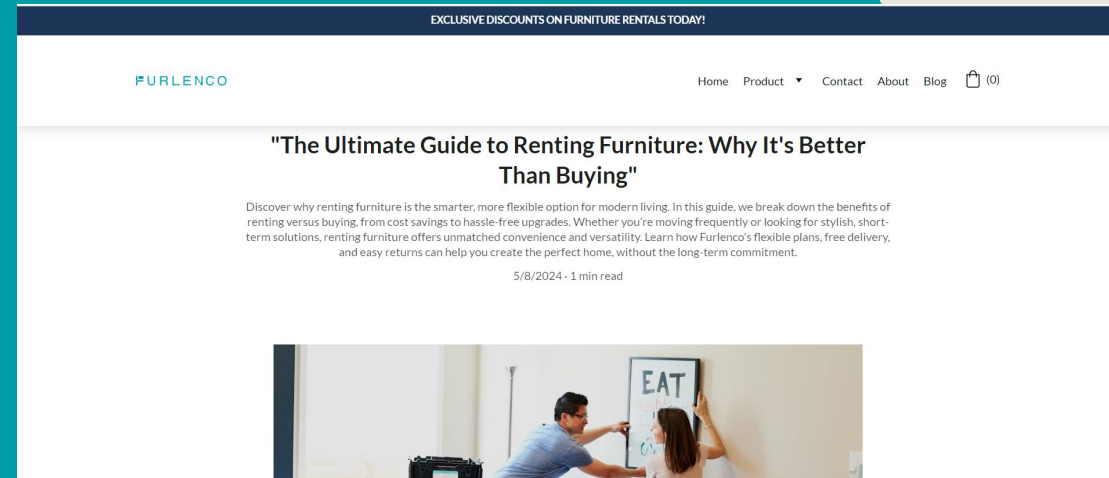 EXCLUSIVE DISCOUNTS ON FURNITURE RENTALS TODAY!
FURLENCO
Home Product ▼ Contact About Blog (0)
"The Ultimate Guide to Renting Furniture: Why It's Better
Than Buying"
Discover why renting furniture is the smarter, more flexible option for modern living. In this guide, we break down the benefits of
renting versus buying, from cost savings to hassle-free upgrades. Whether you're moving frequently or looking for stylish, short-
term solutions, renting furniture offers unmatched convenience and versatility. Learn how Furlenco's flexible plans, free delivery,
and easy returns can help you create the perfect home, without the long-term commitment.
5/8/2024 · 1 min read
EAT